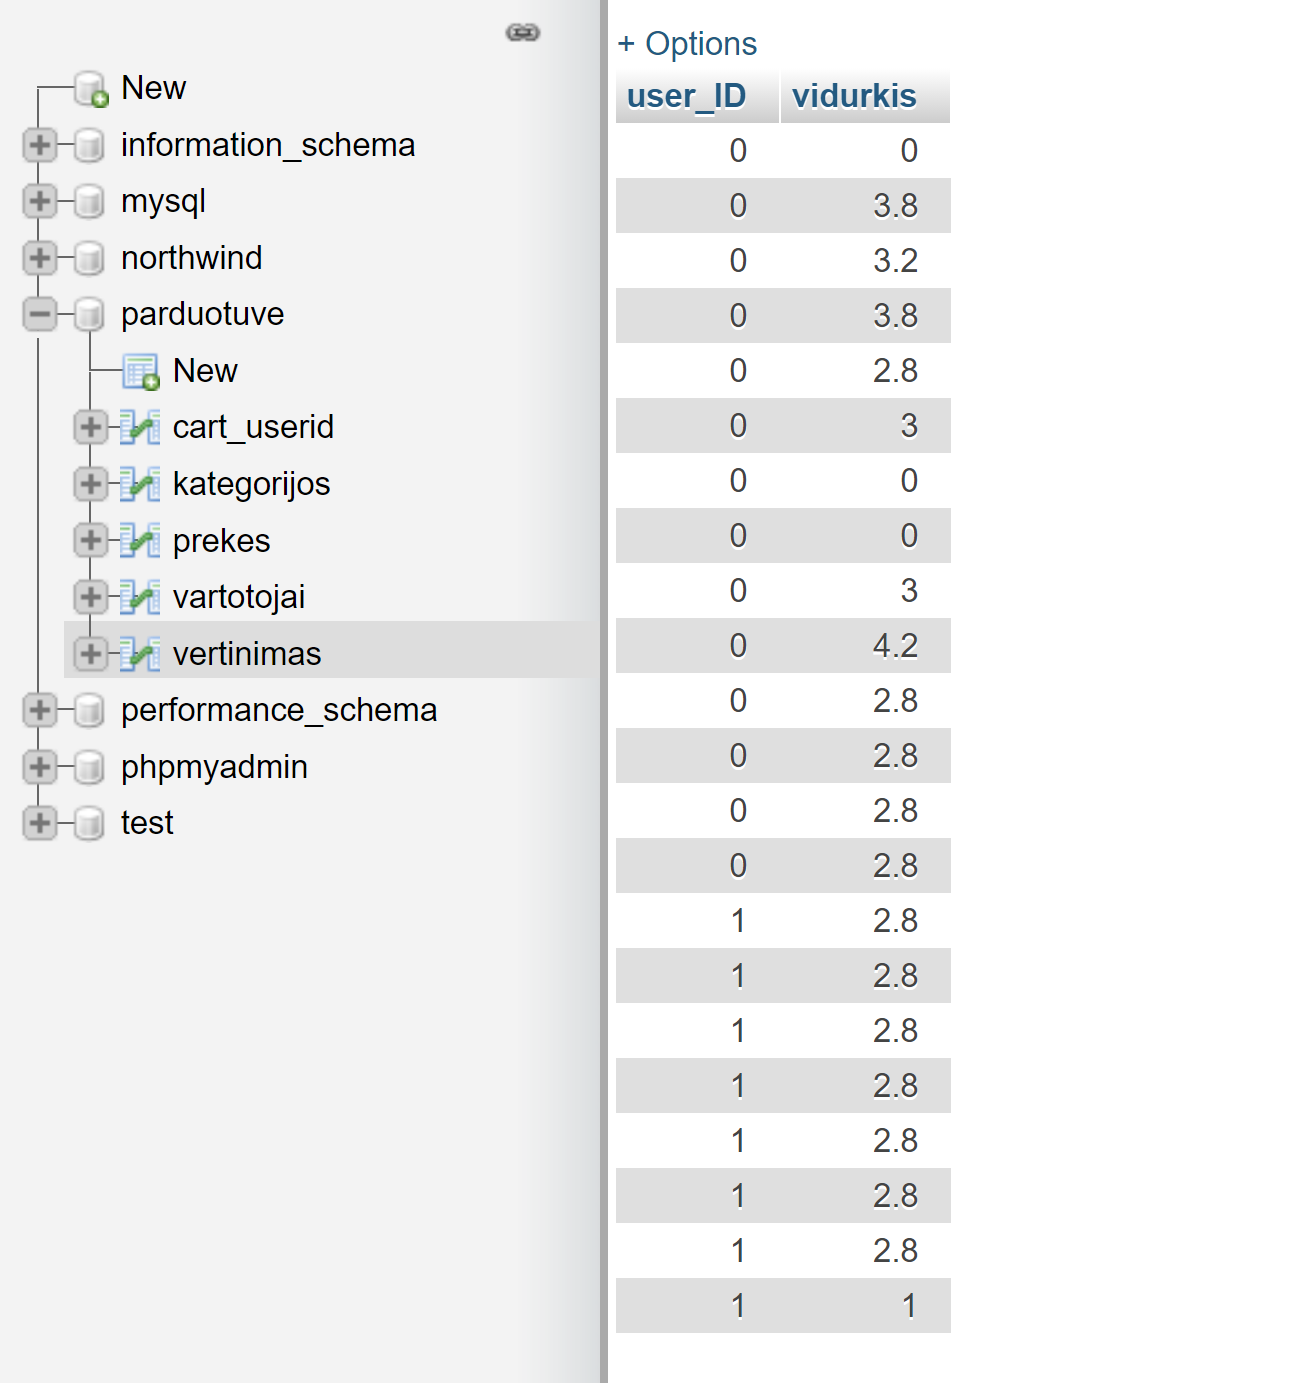 New
information_schema
mysql
northwind
parduotuve
New
cart_userid
kategorijos
prekes
vartotojai
vertinimas
performance_schema
phpmyadmin
test
+ Options
user_ID vidurkis
0 0
0 3.8
0 3.2
0 3.8
0 2.8
0 3
0 0
0 0
0 3
0 4.2
0 2.8
0 2.8
0 2.8
0 2.8
1 2.8
1 2.8
1 2.8
1 2.8
1 2.8
1 2.8
1 2.8
1 1